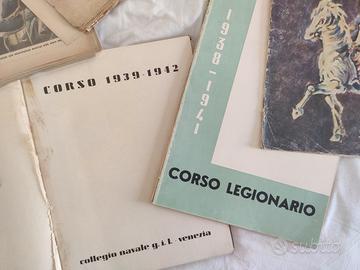 CORSO 1939-1942
collegio navale g.i.l. venezia
1938-1941
CORSO LEGIONARIO
subito